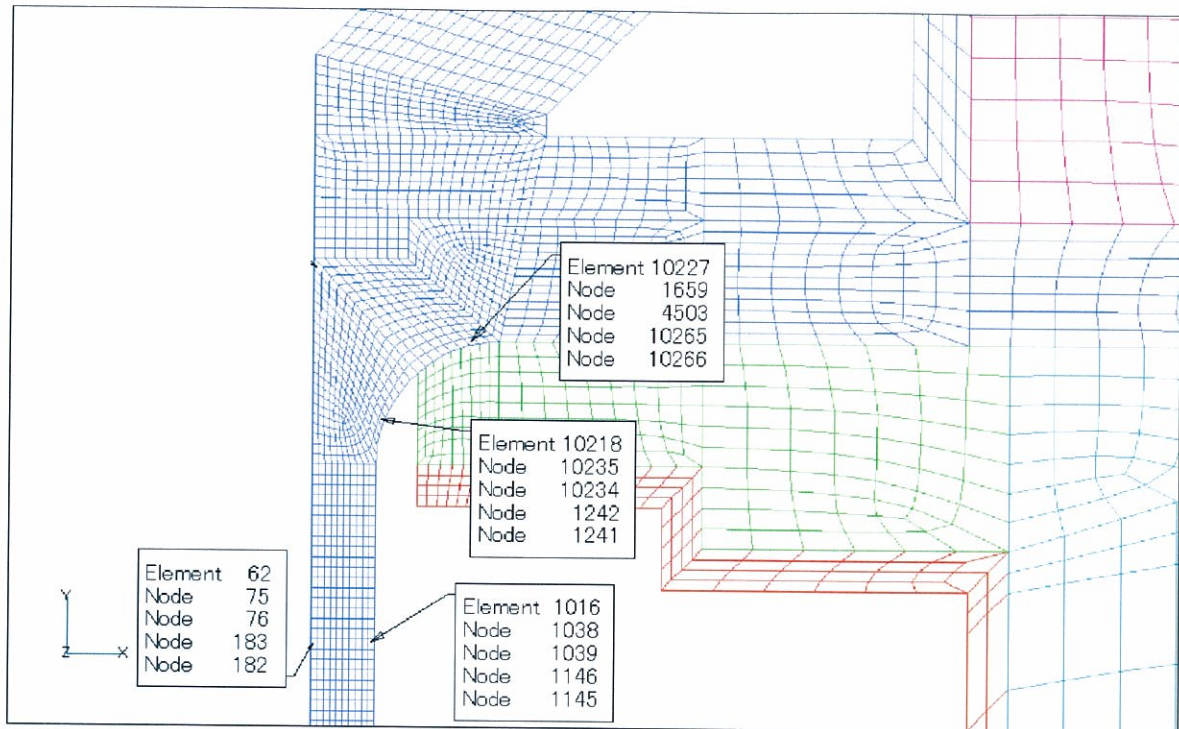 Element 10227
Node 1659
Node 4503
Node 10265
Node 10266
Element 10218
Node 10235
Node 10234
Node 1242
Node 1241
Element 62
Node 75
Node 76
Node 183
Node 182
Element 1016
Node 1038
Node 1039
Node 1146
Node 1145
Y
Z X